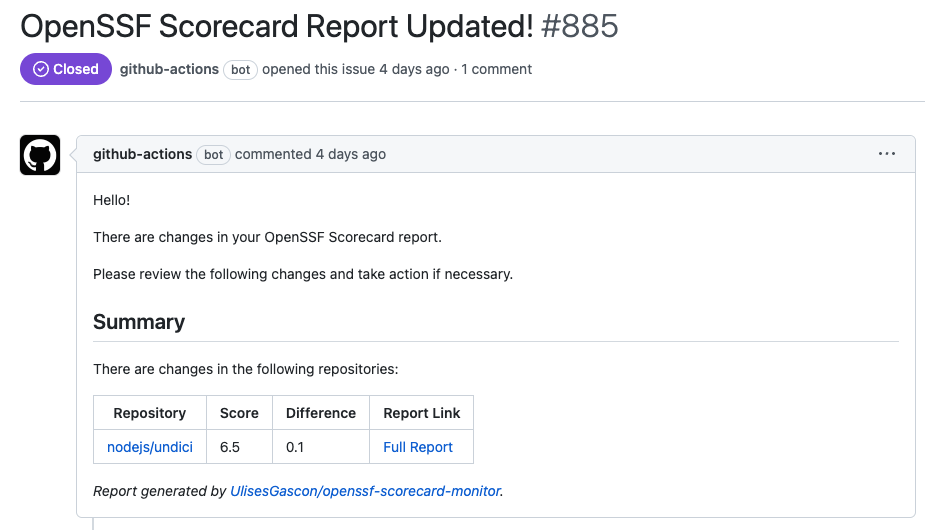 OpenSSF Scorecard Report Updated! #885
Closed github-actions bot opened this issue 4 days ago · 1 comment
github-actions bot commented 4 days ago ···
Hello!
There are changes in your OpenSSF Scorecard report.
Please review the following changes and take action if necessary.
Summary
There are changes in the following repositories:
Repository Score Difference Report Link
nodejs/undici 6.5 0.1 Full Report
Report generated by UlisesGascon/openssf-scorecard-monitor.